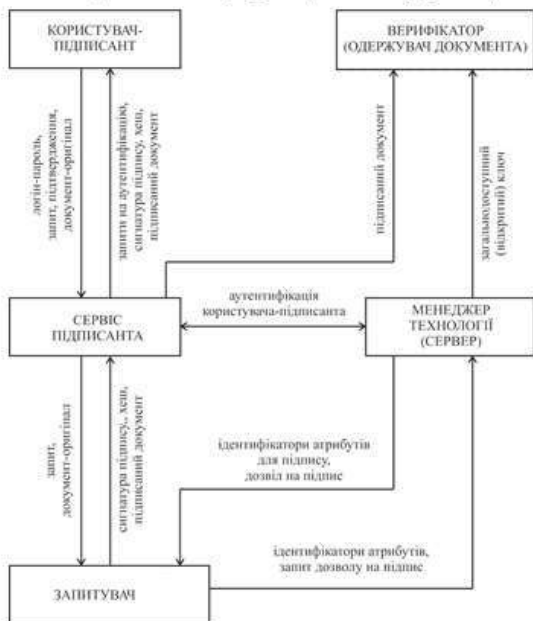 КОРИСТУВАЧ-
ПІДПИСАНТ
ВЕРИФІКАТОР
(ОДЕРЖУВАЧ ДОКУМЕНТА)
логін-пароль,
запит, підтвердження,
документ-оригінал
запити на аутентифікацію,
сигнатура підпису, хеш,
підписаний документ
підписаний документ
загальнодоступний
(відкритий) ключ
СЕРВІС
ПІДПИСАНТА
аутентифікація
користувача-підписанта
МЕНЕДЖЕР
ТЕХНОЛОГІЇ
(СЕРВЕР)
запит,
документ-оригінал
сигнатура підпису,, хеш,
підписаний документ
ідентифікатори атрибутів
для підпису,
дозвіл на підпис
ідентифікатори атрибутів,
запит дозволу на підпис
ЗАПИТУВАЧ